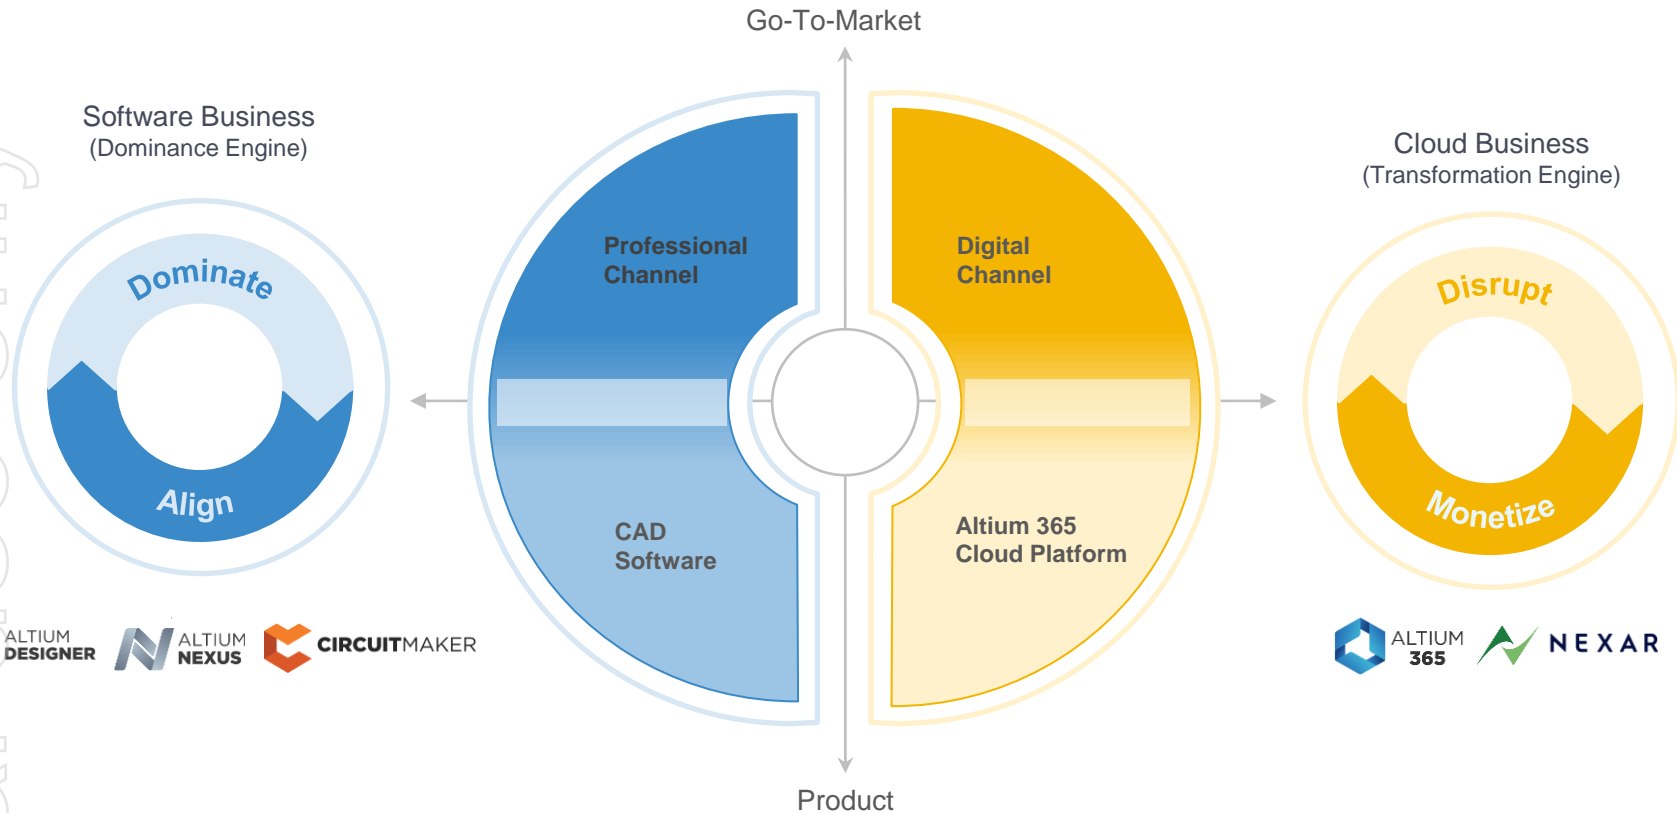 Go-To-Market
Software Business
(Dominance Engine)
Cloud Business
(Transformation Engine)
Professional
Channel
Digital
Channel
Dominate
Align
Disrupt
Monetize
CAD
Software
Altium 365
Cloud Platform
ALTIUM
DESIGNER
ALTIUM
NEXUS
CIRCUITMAKER
ALTIUM
365
NEXAR
Product